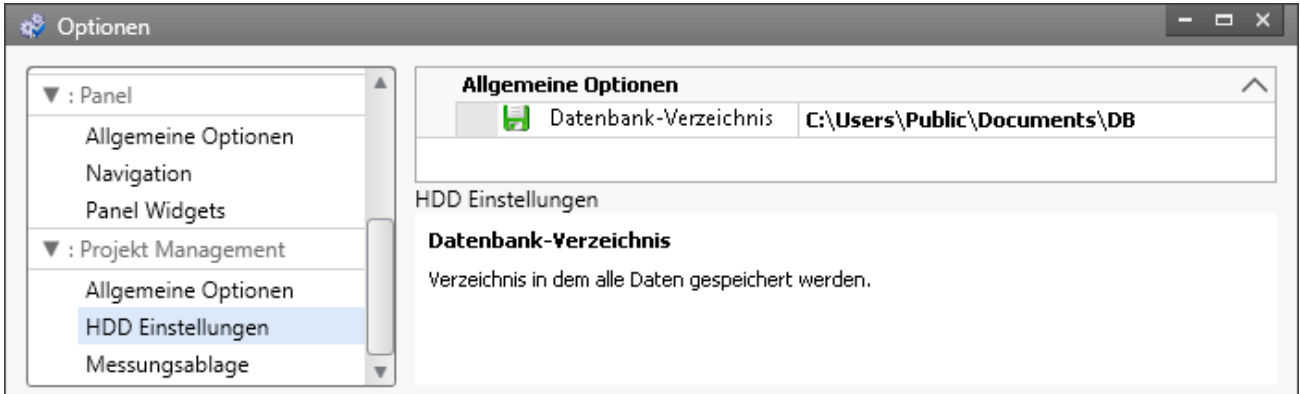 Optionen
▼ : Panel
Allgemeine Optionen
Navigation
Panel Widgets
▼ : Projekt Management
Allgemeine Optionen
HDD Einstellungen
Messungsablage
Allgemeine Optionen
Datenbank-Verzeichnis C:\Users\Public\Documents\DB
HDD Einstellungen
Datenbank-Verzeichnis
Verzeichnis in dem alle Daten gespeichert werden.